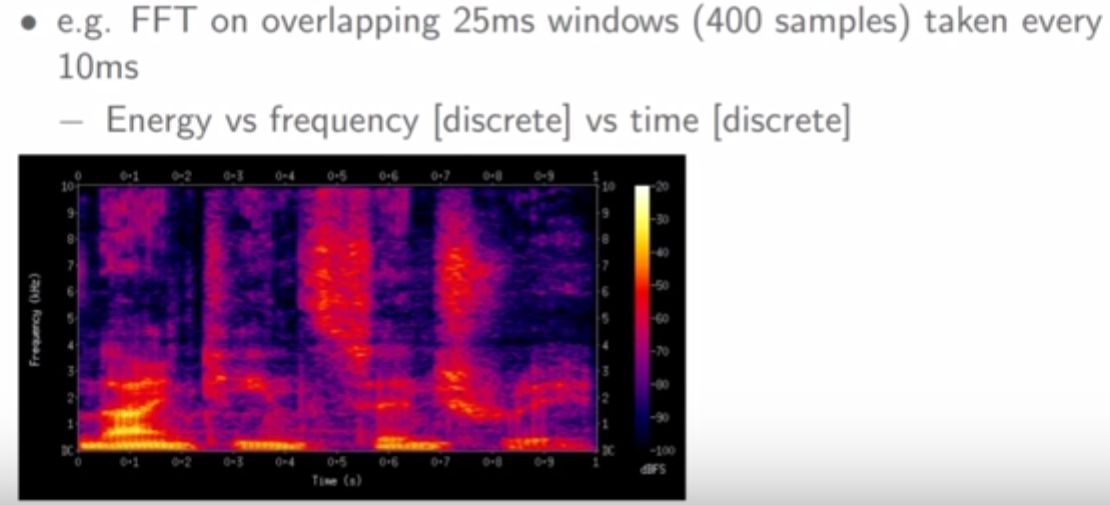 • e.g. FFT on overlapping 25ms windows (400 samples) taken every
10ms
– Energy vs frequency [discrete] vs time [discrete]
0 0·1 0·2 0·3 0·4 0·5 0·6 0·7 0·8 0·9 1
10 10 -20
9 9 -30
8 8 -40
7 7 -50
6 6 -60
5 5 -70
4 4 -80
3 3 -90
2 2 -100
1 1
DC DC
dBFS
Frequency (kHz)
0 0·1 0·2 0·3 0·4 0·5 0·6 0·7 0·8 0·9 1
Time (s)